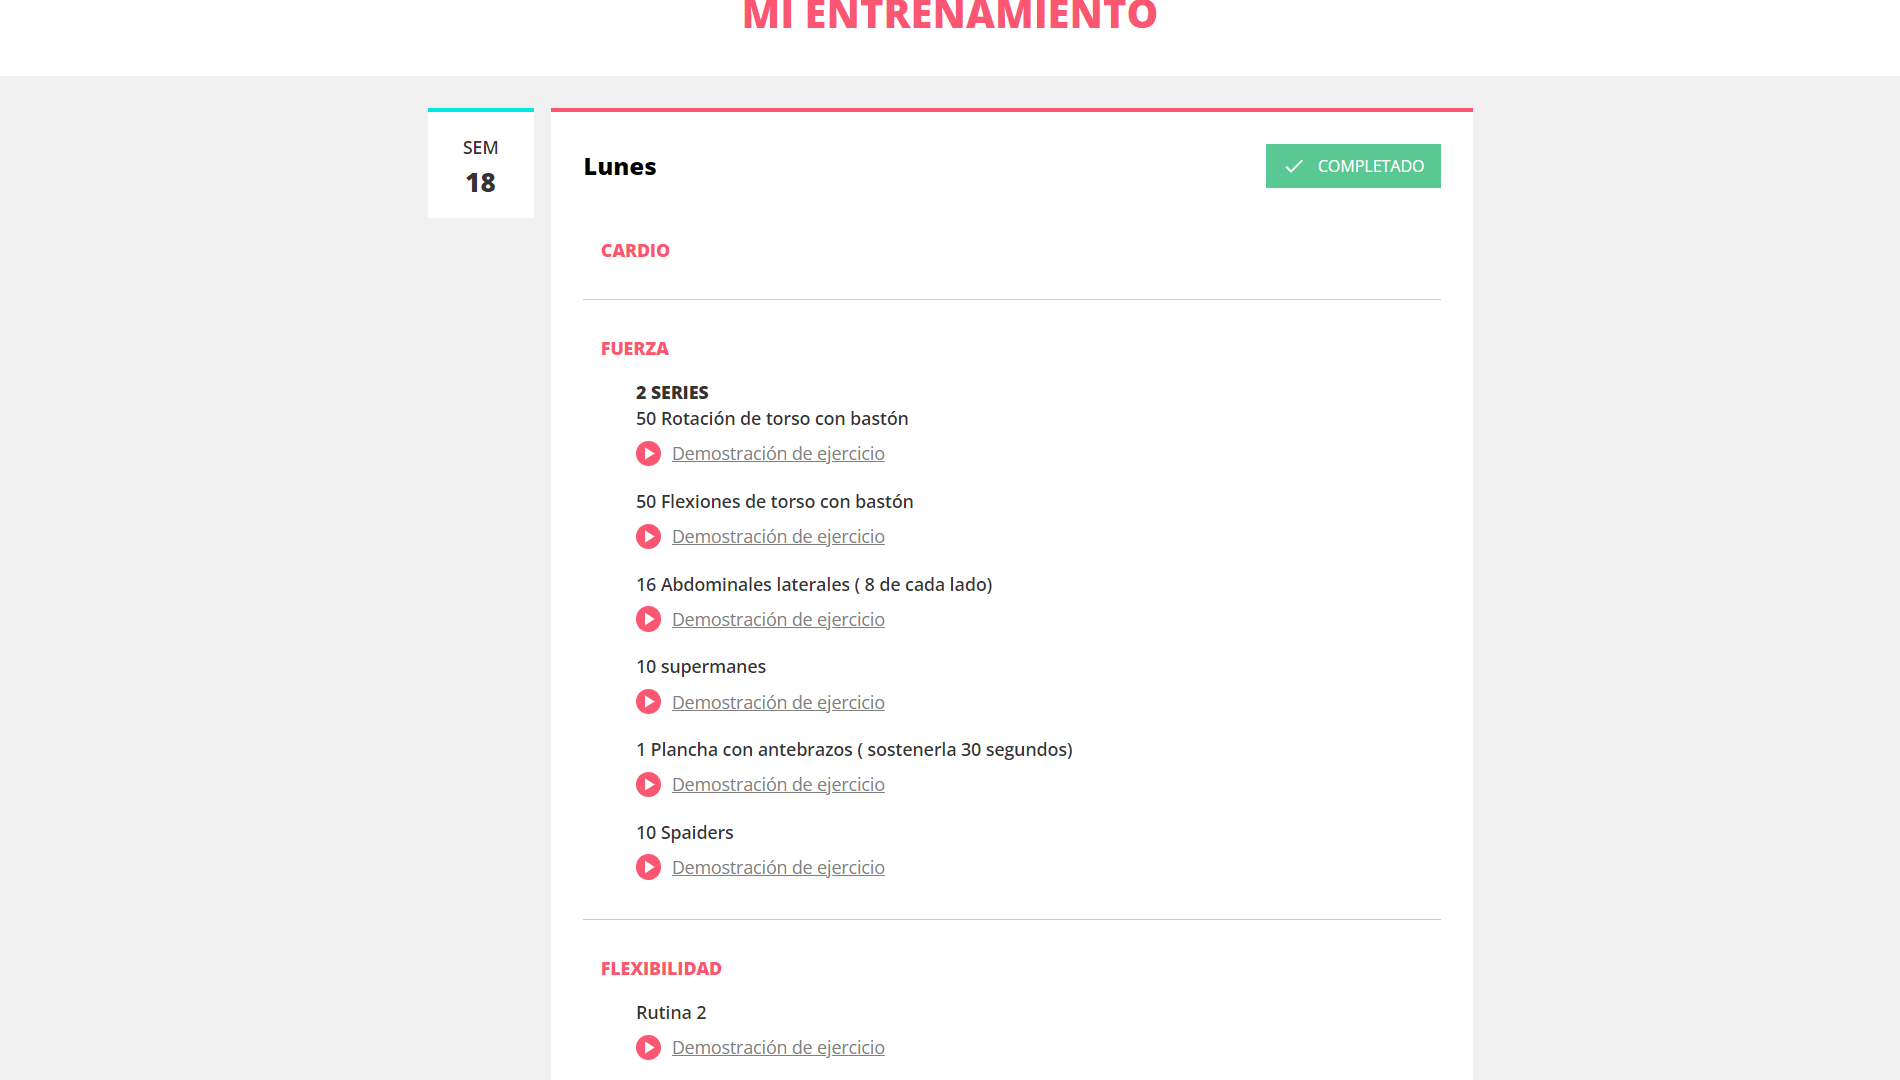 MI ENTRENAMIENTO
SEM
18
Lunes
COMPLETADO
CARDIO
FUERZA
2 SERIES
50 Rotación de torso con bastón
Demostración de ejercicio
50 Flexiones de torso con bastón
Demostración de ejercicio
16 Abdominales laterales ( 8 de cada lado)
Demostración de ejercicio
10 supermanes
Demostración de ejercicio
1 Plancha con antebrazos ( sostenerla 30 segundos)
Demostración de ejercicio
10 Spaiders
Demostración de ejercicio
FLEXIBILIDAD
Rutina 2
Demostración de ejercicio